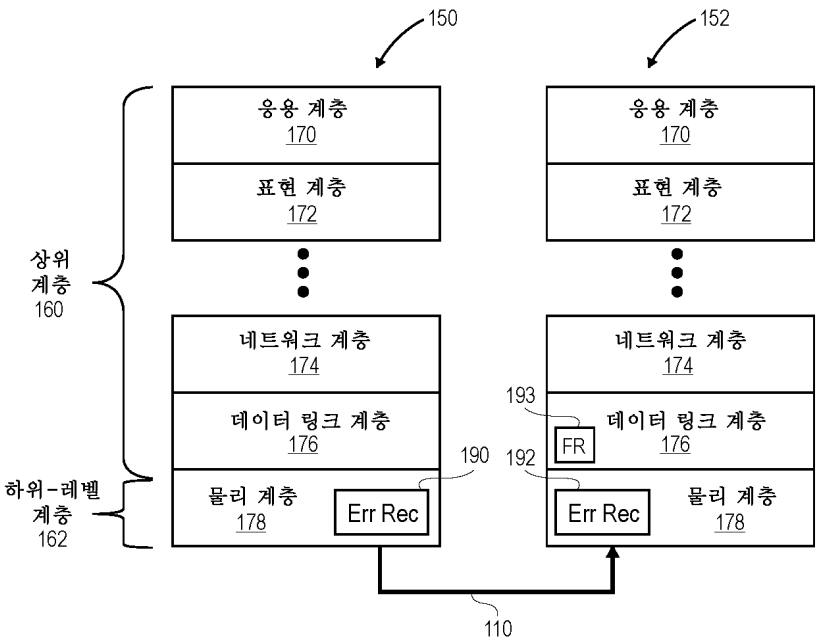 150
152
응용 계층
170
응용 계층
170
표현 계층
172
표현 계층
172
상위
계층
160
네트워크 계층
174
네트워크 계층
174
193
데이터 링크 계층
176
FR
데이터 링크 계층
176
하위-레벨
계층
162
물리 계층
178
190
Err Rec
192
Err Rec
물리 계층
178
110